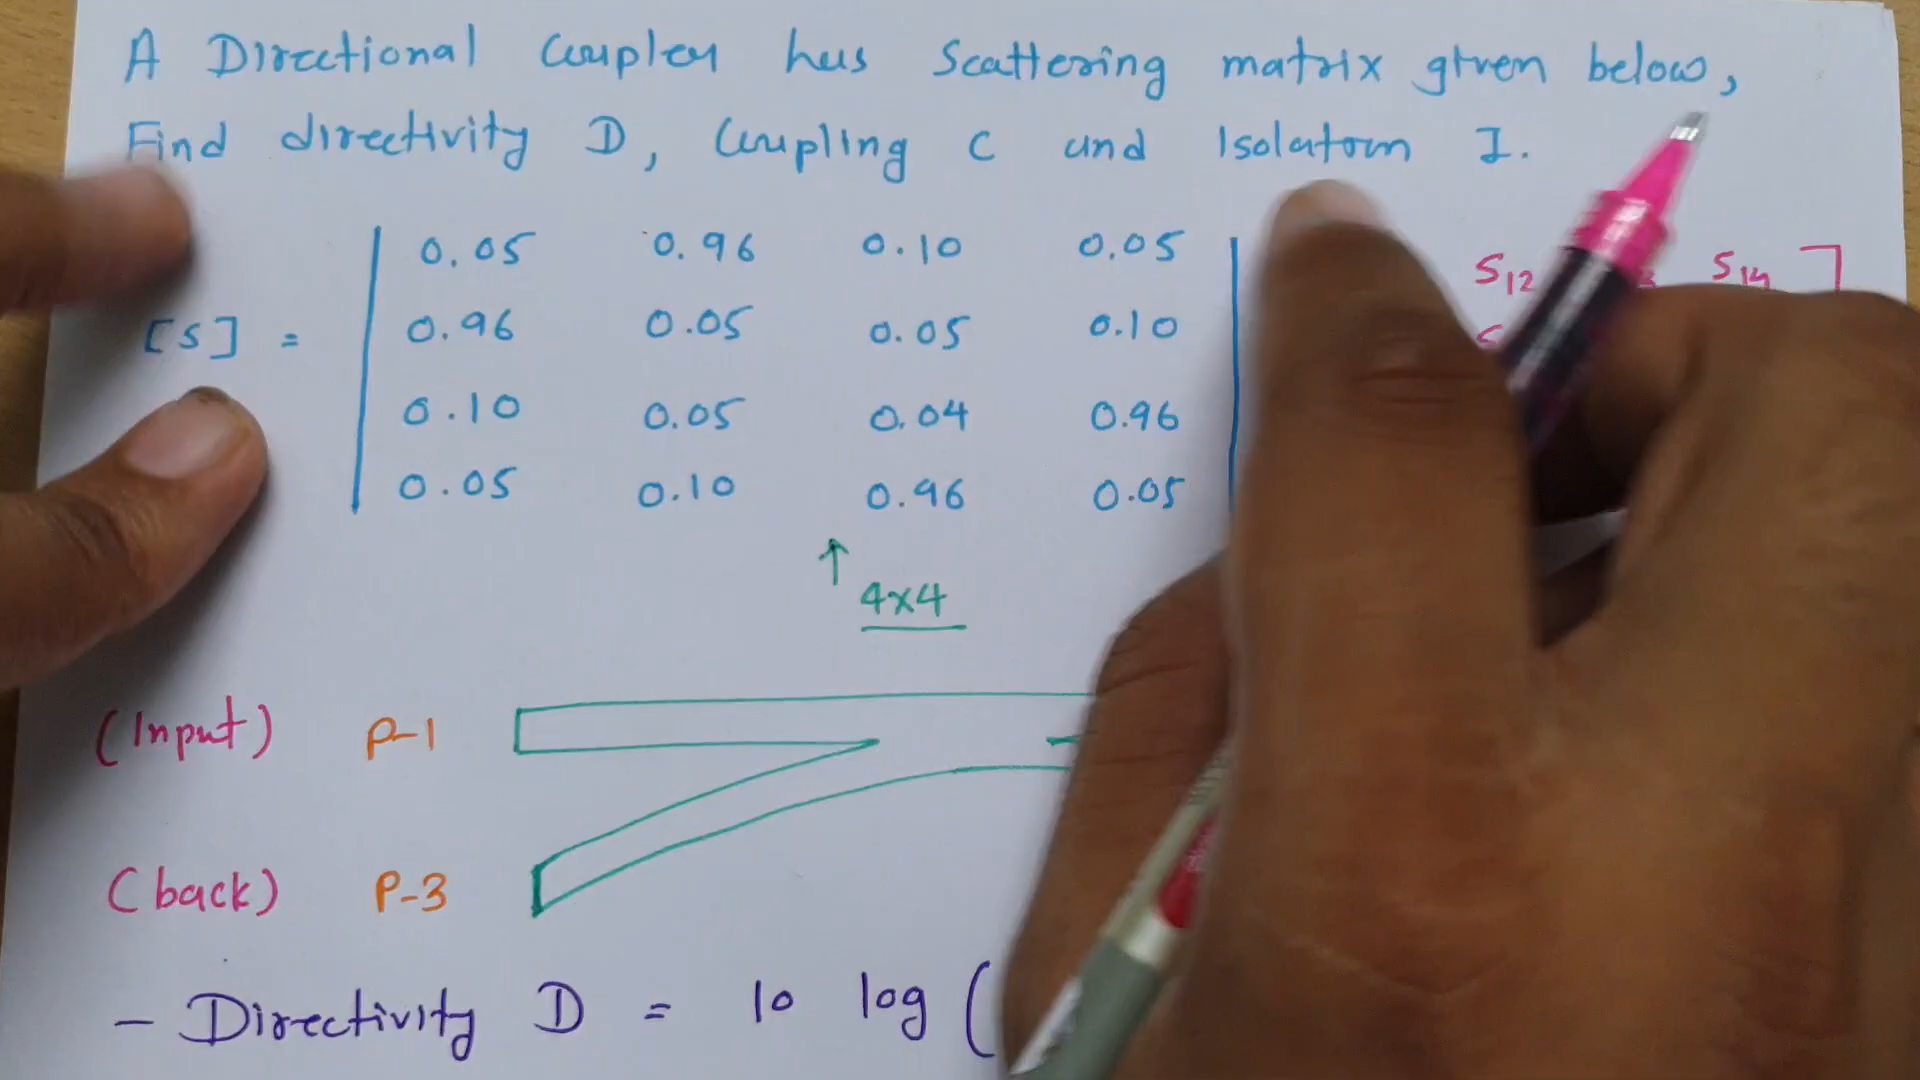 A Directional Coupler has Scattering matrix given below,
Find directivity D, Coupling C and Isolation I.
0.05 0.96 0.10 0.05
[S] = 0.96 0.05 0.05 0.10
0.10 0.05 0.04 0.96
0.05 0.10 0.96 0.05
S12 S14 ]
↑ 4x4
(Input) P-1
(back) P-3
- Directivity D = 10 log (